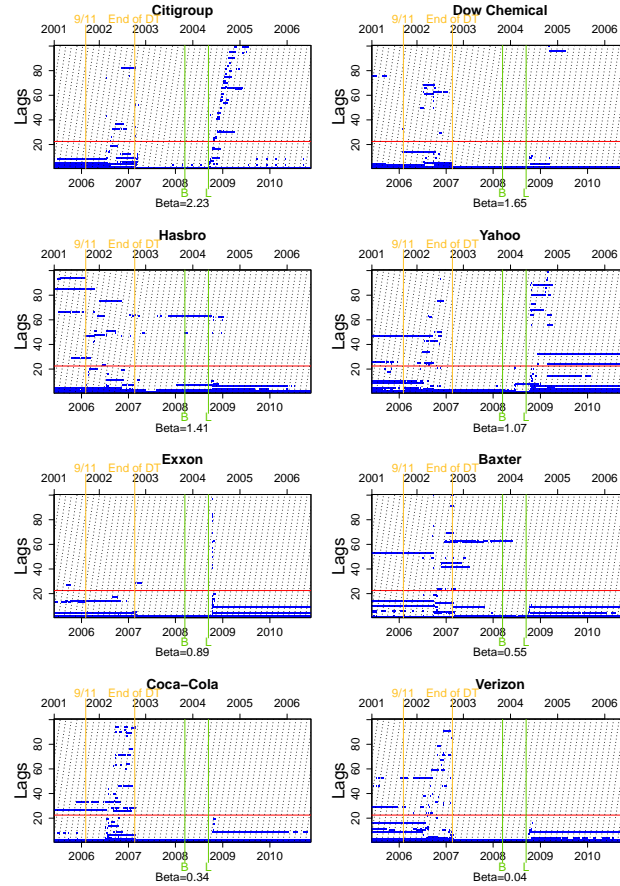 Citigroup
2001 2002 2003 2004 2005 2006
9/11 End of DT
Lags
20 40 60 80
2006 2007 2008 2009 2010
B L
Beta=2.23
Dow Chemical
2001 2002 2003 2004 2005 2006
9/11 End of DT
20 40 60 80
2006 2007 2008 2009 2010
B L
Beta=1.65
Hasbro
2001 2002 2003 2004 2005 2006
9/11 End of DT
Lags
20 40 60 80
2006 2007 2008 2009 2010
B L
Beta=1.41
Yahoo
2001 2002 2003 2004 2005 2006
9/11 End of DT
Lags
20 40 60 80
2006 2007 2008 2009 2010
B L
Beta=1.07
Exxon
2001 2002 2003 2004 2005 2006
9/11 End of DT
Lags
20 40 60 80
2006 2007 2008 2009 2010
B L
Beta=0.89
Baxter
2001 2002 2003 2004 2005 2006
9/11 End of DT
Lags
20 40 60 80
2006 2007 2008 2009 2010
B L
Beta=0.55
Coca−Cola
2001 2002 2003 2004 2005 2006
9/11 End of DT
Lags
20 40 60 80
2006 2007 2008 2009 2010
B L
Beta=0.34
Verizon
2001 2002 2003 2004 2005 2006
9/11 End of DT
Lags
20 40 60 80
2006 2007 2008 2009 2010
B L
Beta=0.04